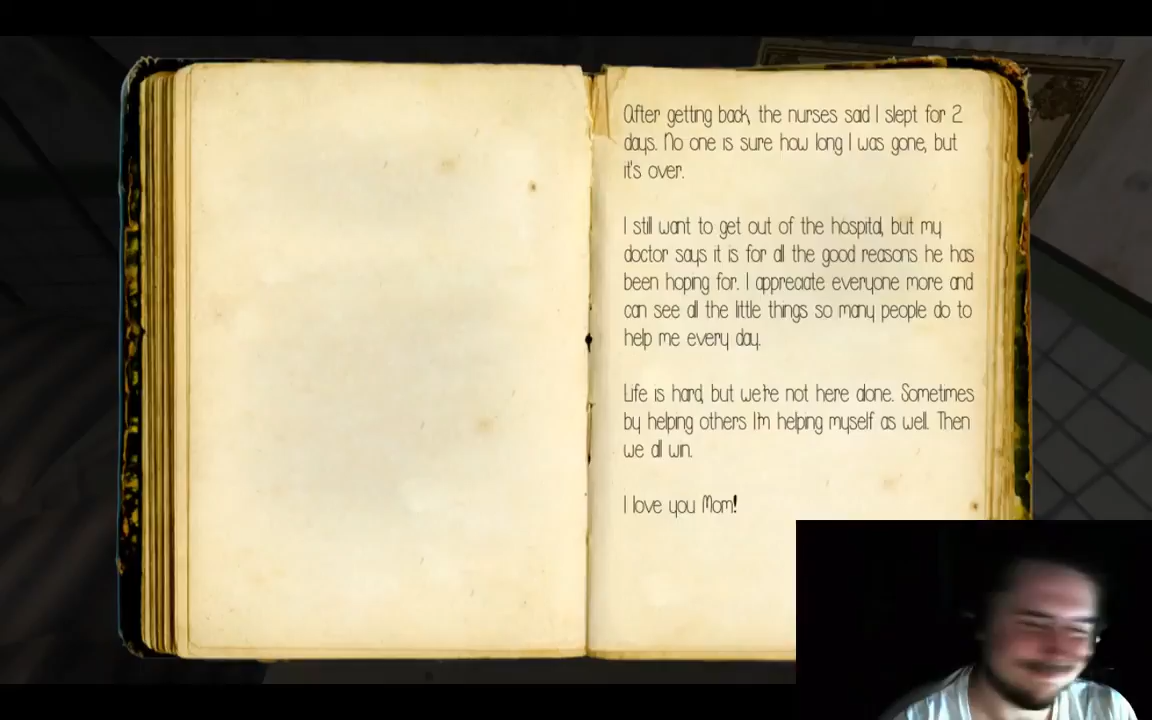 After getting back, the nurses said I slept for 2
days. No one is sure how long I was gone, but
it's over.
I still want to get out of the hospital, but my
doctor says it is for all the good reasons he has
been hoping for. I appreciate everyone more and
can see all the little things so many people do to
help me every day.
Life is hard, but we're not here alone. Sometimes
by helping others I'm helping myself as well. Then
we all win.
I love you Mom!